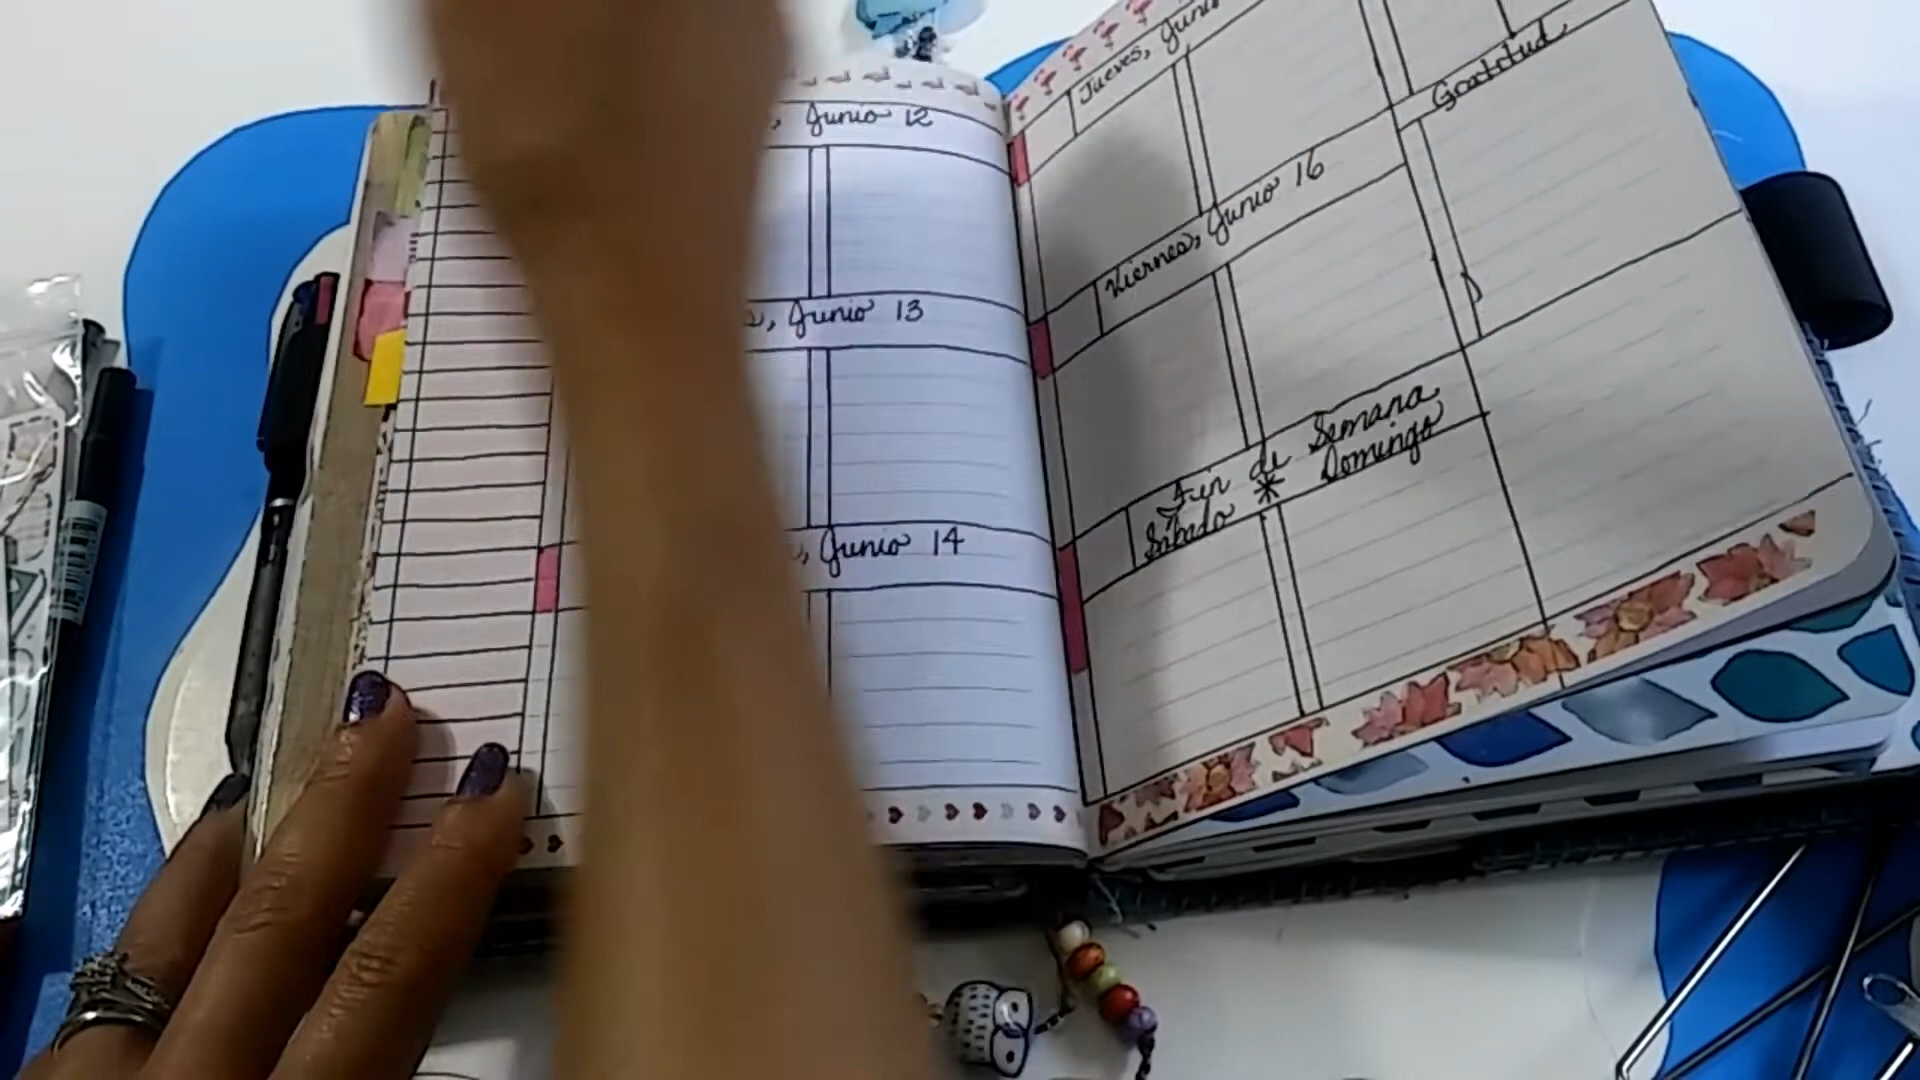 , Junio 12
, Junio 13
, Junio 14
Jueves, Junio
Viernes, Junio 16
Fin de Semana
Sábado * Domingo
Gratitud